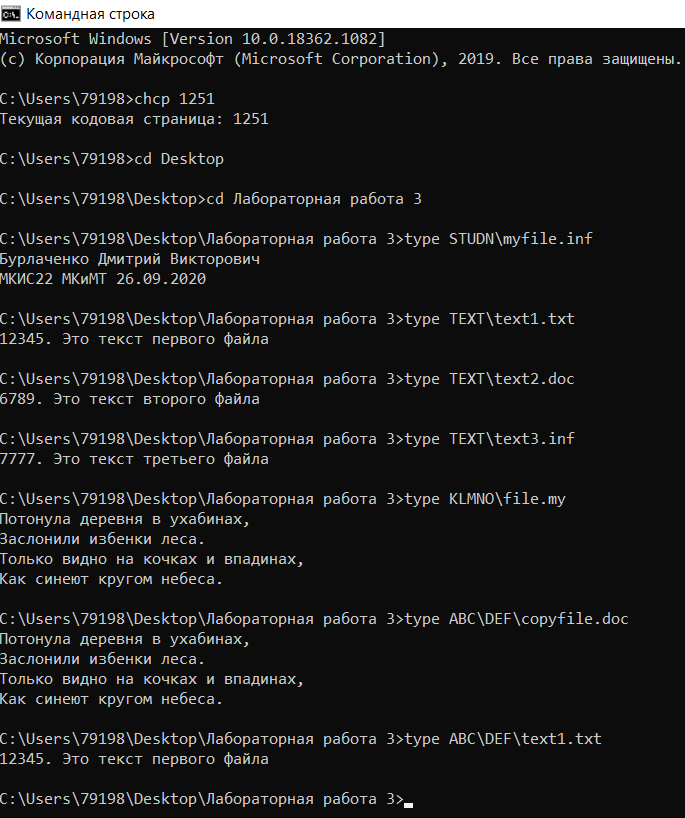 Командная строка
Microsoft Windows [Version 10.0.18362.1082]
(c) Корпорация Майкрософт (Microsoft Corporation), 2019. Все права защищены.
C:\Users\79198>chcp 1251
Текущая кодовая страница: 1251
C:\Users\79198>cd Desktop
C:\Users\79198\Desktop>cd Лабораторная работа 3
C:\Users\79198\Desktop\Лабораторная работа 3>type STUDN\myfile.inf
Бурлаченко Дмитрий Викторович
МКИС22 МКиМТ 26.09.2020
C:\Users\79198\Desktop\Лабораторная работа 3>type TEXT\text1.txt
12345. Это текст первого файла
C:\Users\79198\Desktop\Лабораторная работа 3>type TEXT\text2.doc
6789. Это текст второго файла
C:\Users\79198\Desktop\Лабораторная работа 3>type TEXT\text3.inf
7777. Это текст третьего файла
C:\Users\79198\Desktop\Лабораторная работа 3>type KLMNO\file.my
Потонула деревня в ухабинах,
Заслонили избенки леса.
Только видно на кочках и впадинах,
Как синеют кругом небеса.
C:\Users\79198\Desktop\Лабораторная работа 3>type ABC\DEF\copyfile.doc
Потонула деревня в ухабинах,
Заслонили избенки леса.
Только видно на кочках и впадинах,
Как синеют кругом небеса.
C:\Users\79198\Desktop\Лабораторная работа 3>type ABC\DEF\text1.txt
12345. Это текст первого файла
C:\Users\79198\Desktop\Лабораторная работа 3>